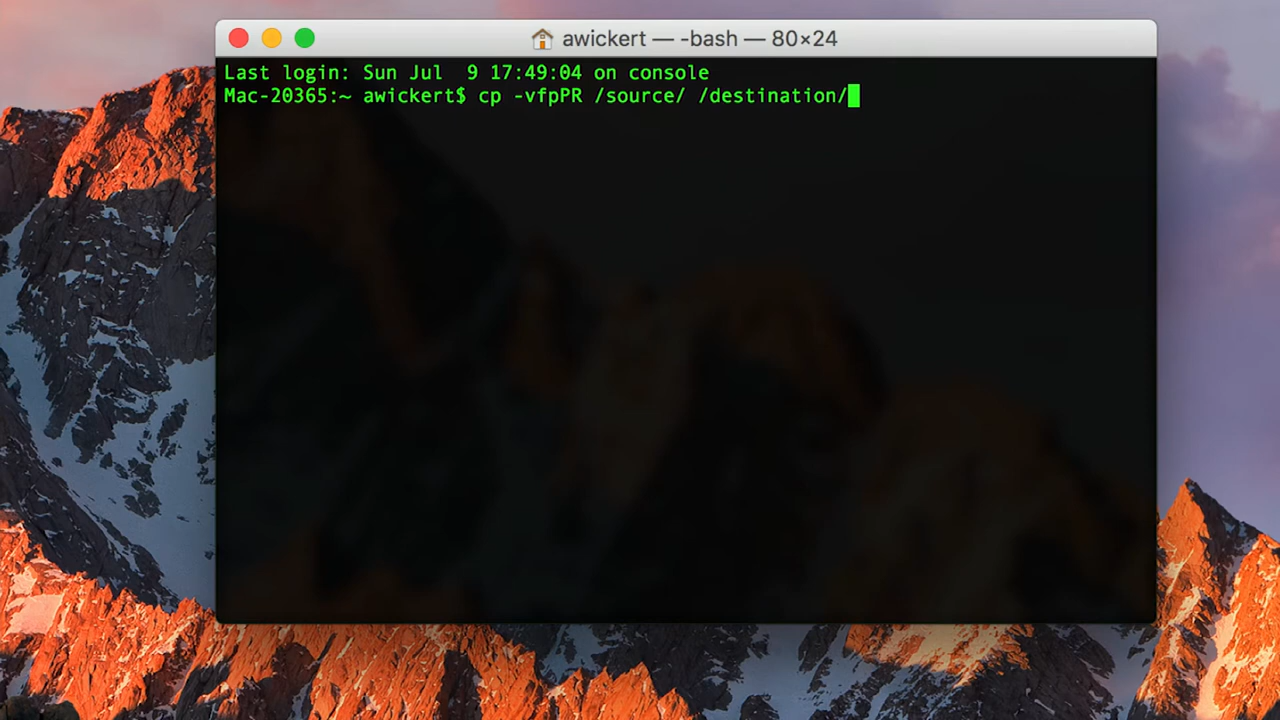 awickert — -bash — 80×24
Last login: Sun Jul  9 17:49:04 on console
Mac-20365:~ awickert$ cp -vfpPR /source/ /destination/